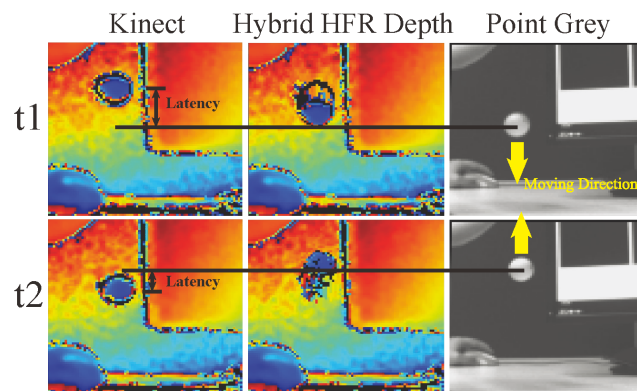 Kinect Hybrid HFR Depth Point Grey
t1
Latency
Moving Direction
t2
Latency